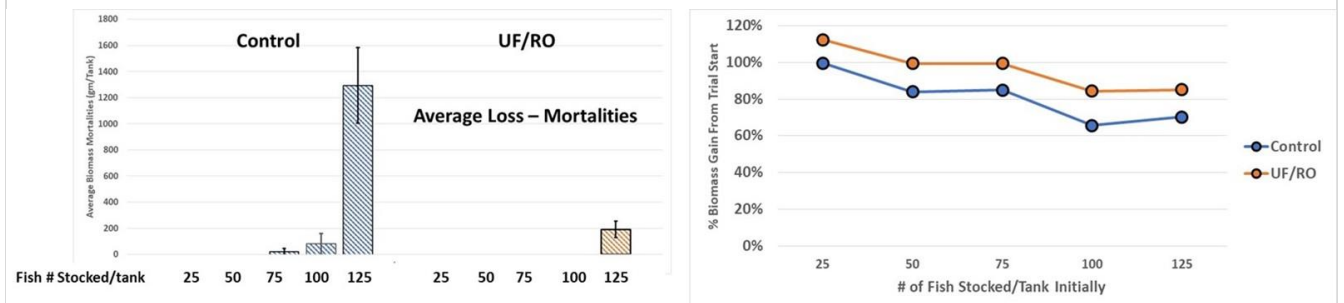 1800
1600
1400
1200
1000
800
600
400
200
0
Average Biomass Mortalities (gm/Tank)
Control
UF/RO
Average Loss – Mortalities
Fish # Stocked/tank 25 50 75 100 125 25 50 75 100 125
120%
100%
80%
60%
40%
20%
0%
% Biomass Gain From Trial Start
25 50 75 100 125
# of Fish Stocked/Tank Initially
Control
UF/RO